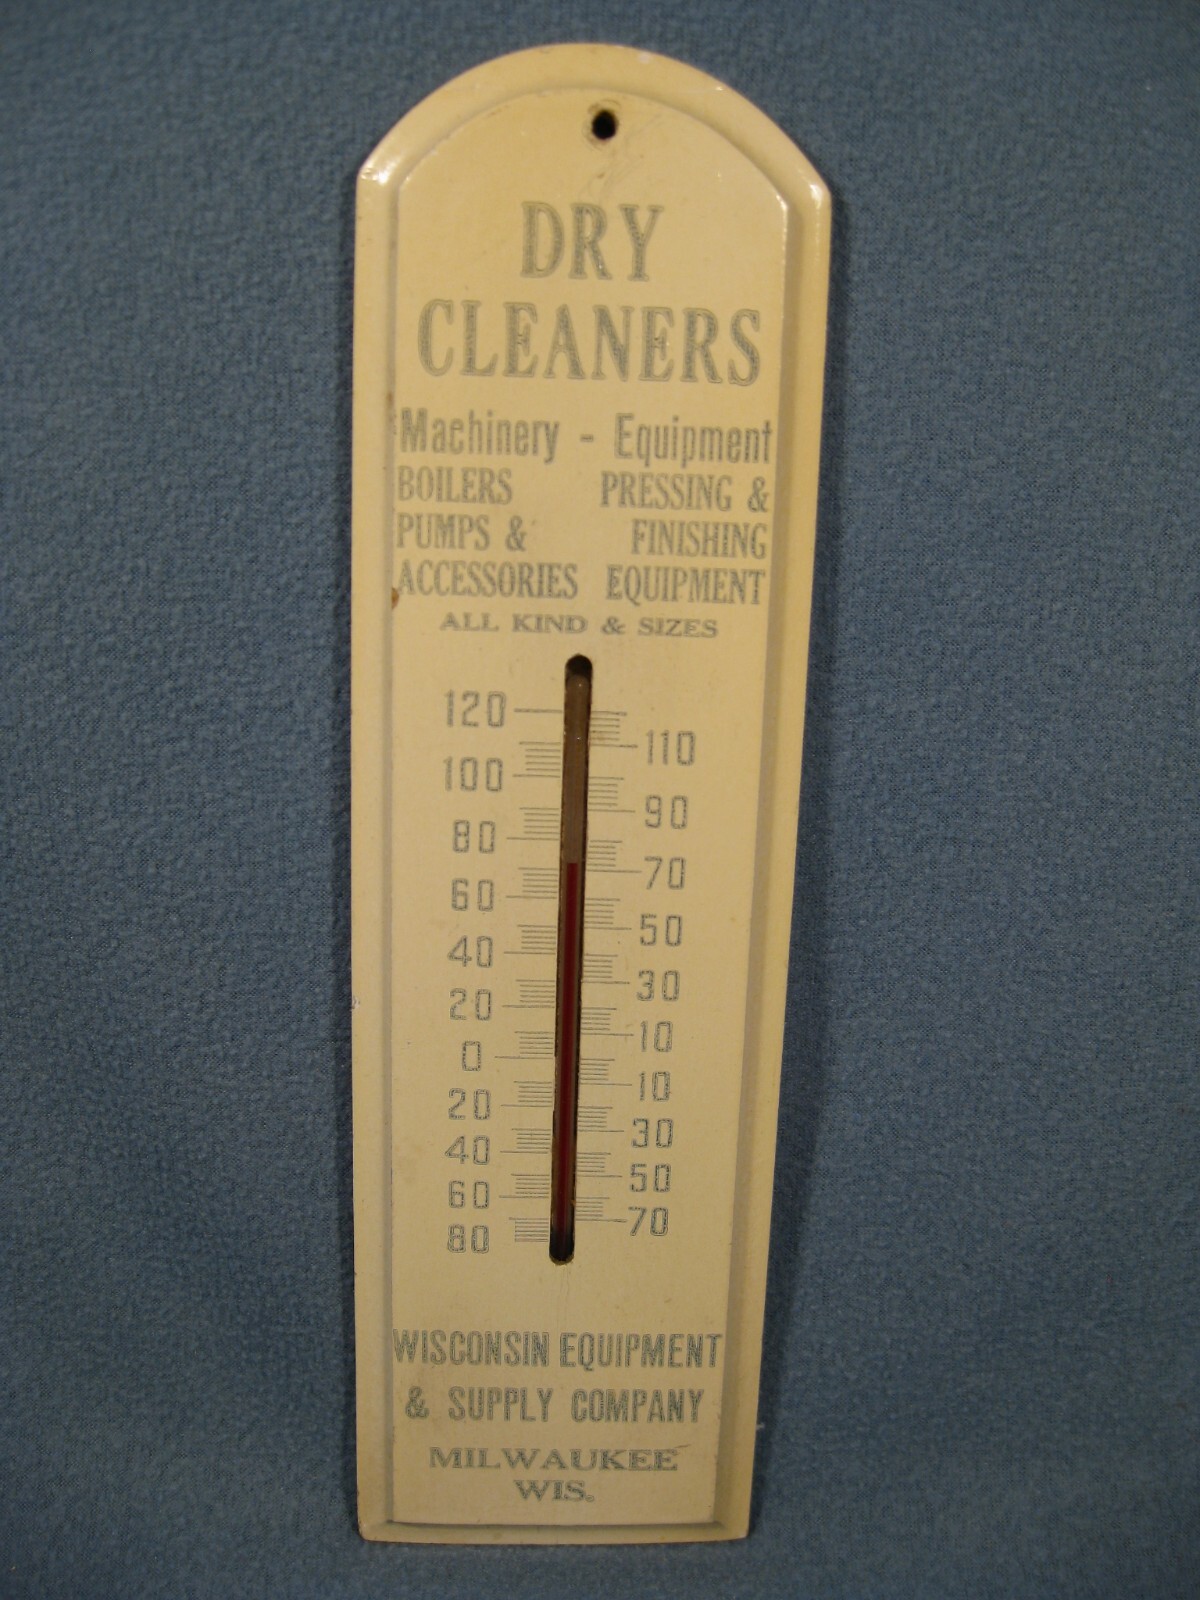 DRY
CLEANERS
Machinery - Equipment
BOILERS PRESSING &
PUMPS & FINISHING
ACCESSORIES EQUIPMENT
ALL KIND & SIZES
120
110
100
90
80
70
60
50
40
30
20
10
0
10
20
30
40
50
60
70
80
WISCONSIN EQUIPMENT
& SUPPLY COMPANY
MILWAUKEE
WIS.